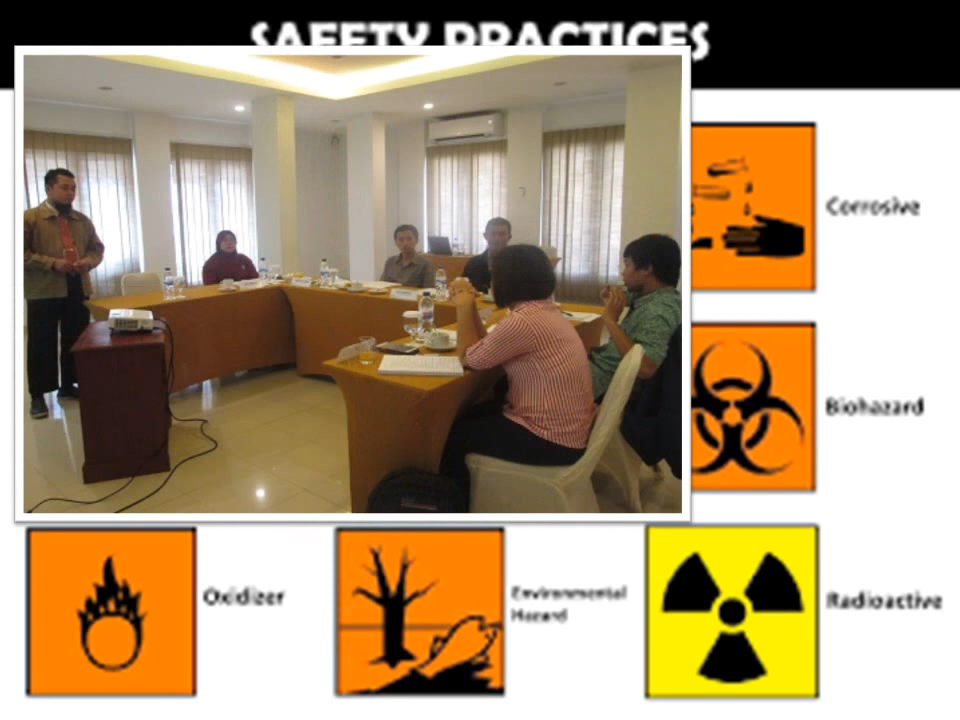 SAFETY PRACTICES
Corrosive
Biohazard
Oxidizer
Environmental
Hazard
Radioactive